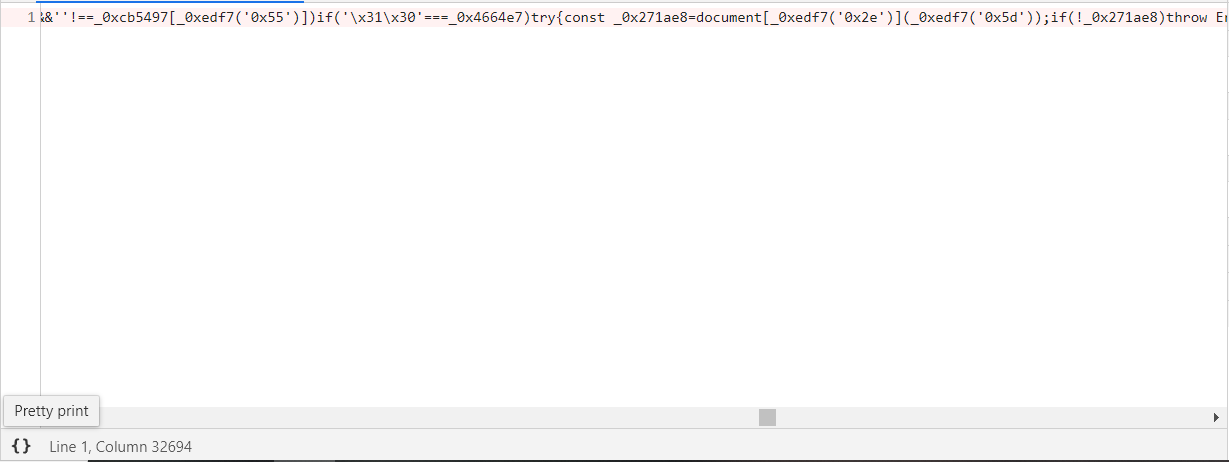 1 &&''!==_0xcb5497[_0xedf7('0x55')])if('\x31\x30'===_0x4664e7)try{const _0x271ae8=document[_0xedf7('0x2e')](_0xedf7('0x5d'));if(!_0x271ae8)throw Er
Pretty print
{} Line 1, Column 32694